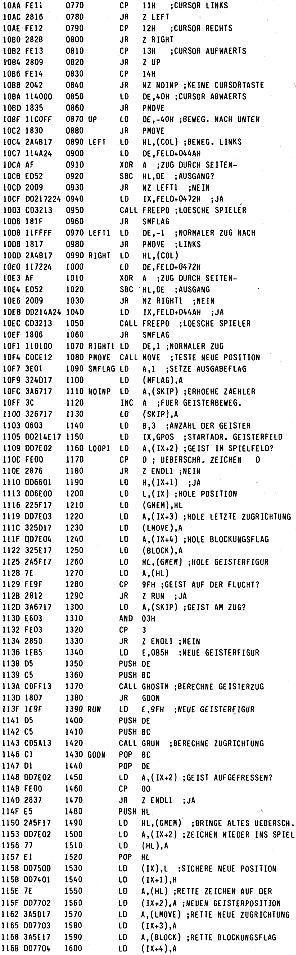 10AA FE11 0770 CP 11H ;CURSOR LINKS
10AC 2816 0780 JR Z LEFT
10AE FE12 0790 CP 12H ;CURSOR RECHTS
10B0 2828 0800 JR Z RIGHT
10B2 FE13 0810 CP 13H ;CURSOR AUFWAERTS
10B4 2809 0820 JR Z UP
10B6 FE14 0830 CP 14H
10B8 2042 0840 JR NZ NOINP ;KEINE CURSORTASTE
10BA 114000 0850 LD DE,40H ;CURSOR ABWAERTS
10BD 1835 0860 JR PMOVE
10BF 11C0FF 0870 UP LD DE,-40H ;BEWEG. NACH UNTEN
10C2 1830 0880 JR PMOVE
10C4 2A4B17 0890 LEFT LD HL,(COL) ;BEWEG. LINKS
10C7 114A24 0900 LD DE,FELD+044AH
10CA AF 0910 XOR A ;ZUG DURCH SEITEN-
10CB ED52 0920 SBC HL,DE ;AUSGANG?
10CD 2009 0930 JR NZ LEFT1 ;NEIN
10CF DD217224 0940 LD IX,FELD+0472H ;JA
10D3 CD3213 0950 CALL FREEPO ;LOESCHE SPIELER
10D6 181F 0960 JR SMFLAG
10D8 11FFFF 0970 LEFT1 LD DE,-1 ;NORMALER ZUG NACH
10DB 1817 0980 JR PMOVE ;LINKS
10DD 2A4B17 0990 RIGHT LD HL,(COL)
10E0 117224 1000 LD DE,FELD+0472H
10E3 AF 1010 XOR A ;ZUG DURCH SEITEN-
10E4 ED52 1020 SBC HL,DE ;AUSGANG
10E6 2009 1030 JR NZ RIGHT1 ;NEIN
10E8 DD214A24 1040 LD IX,FELD+044AH ;JA
10EC CD3213 1050 CALL FREEPO ;LOESCHE SPIELER
10EF 1806 1060 JR SMFLAG
10F1 110100 1070 RIGHT1 LD DE,1 ;NORMALER ZUG
10F4 CDCE12 1080 PMOVE CALL MOVE ;TESTE NEUE POSITION
10F7 3E01 1090 SMFLAG LD A,1 ;SETZE AUSGABEFLAG
10F9 324D17 1100 LD (MFLAG),A
10FC 3A6717 1110 NOINP LD A,(SKIP) ;ERHOEHE ZAEHLER
10FF 3C 1120 INC A ;FUER GEISTERBEWEG.
1100 326717 1130 LD (SKIP),A
1103 0603 1140 LD B,3 ;ANZAHL DER GEISTER
1105 DD214E17 1150 LD IX,GPOS ;STARTADR. GEISTERFELD
1109 DD7E02 1160 LOOP1 LD A,(IX+2) ;GEIST IM SPIELFELD?
110C FE00 1170 CP 0 ; UEBERSCHR. ZEICHEN 0
110E 2876 1180 JR Z ENDL1 ;NEIN
1110 DD6601 1190 LD H,(IX+1) ;JA
1113 DD6E00 1200 LD L,(IX) ;HOLE POSITION
1116 225F17 1210 LD (GMEM),HL
1119 DD7E03 1220 LD A,(IX+3) ;HOLE LETZTE ZUGRICHTUNG
111C 325D17 1230 LD (LMOVE),A
111F DD7E04 1240 LD A,(IX+4) ;HOLE BLOCKUNGSFLAG
1122 325E17 1250 LD (BLOCK),A
1125 2A5F17 1260 LD HL,(GMEM) ;HOLE GEISTERFIGUR
1128 7E 1270 LD A,(HL)
1129 FE9F 1280 CP 9FH ;GEIST AUF DER FLUCHT?
112B 2812 1290 JR Z RUN ;JA
112D 3A6717 1300 LD A,(SKIP) ;GEIST AM ZUG?
1130 E603 1310 AND 03H
1132 FE03 1320 CP 3
1134 2850 1330 JR Z ENDL1 ;NEIN
1136 1EB5 1340 LD E,0B5H ;NEUE GEISTERFIGUR
1138 D5 1350 PUSH DE
1139 C5 1360 PUSH BC
113A CDFF13 1370 CALL GHOSTM ;BERECHNE GEISTERZUG
113D 1807 1380 JR GOON
113F 1E9F 1390 RUN LD E,9FH ;NEUE GEISTERFIGUR
1141 D5 1400 PUSH DE
1142 C5 1410 PUSH BC
1143 CD5A13 1420 CALL GRUN ;BERECHNE ZUGRICHTUNG
1146 C1 1430 GOON POP BC
1147 D1 1440 POP DE
1148 DD7E02 1450 LD A,(IX+2) ;GEIST AUFGEFRESSEN?
114B FE00 1460 CP 00
114D 2837 1470 JR Z ENDL1 ;JA
114F E5 1480 PUSH HL
1150 2A5F17 1490 LD HL,(GMEM) ;BRINGE ALTES UEBERSCH.
1153 DD7E02 1500 LD A,(IX+2) ;ZEICHEN WIEDER INS SPIEL
1156 77 1510 LD (HL),A
1157 E1 1520 POP HL
1158 DD7500 1530 LD (IX),L ;SICHERE NEUE POSITION
115B DD7401 1540 LD (IX+1),H
115E 7E 1550 LD A,(HL) ;RETTE ZEICHEN AUF DER
115F DD7702 1560 LD (IX+2),A ;NEUEN GEISTERPOSITION
1162 3A5D17 1570 LD A,(LMOVE) ;RETTE NEUE ZUGRICHTUNG
1165 DD7703 1580 LD (IX+3),A
1168 3A5E17 1590 LD A,(BLOCK) ;RETTE BLOCKUNGSFLAG
116B DD7704 1600 LD (IX+4),A